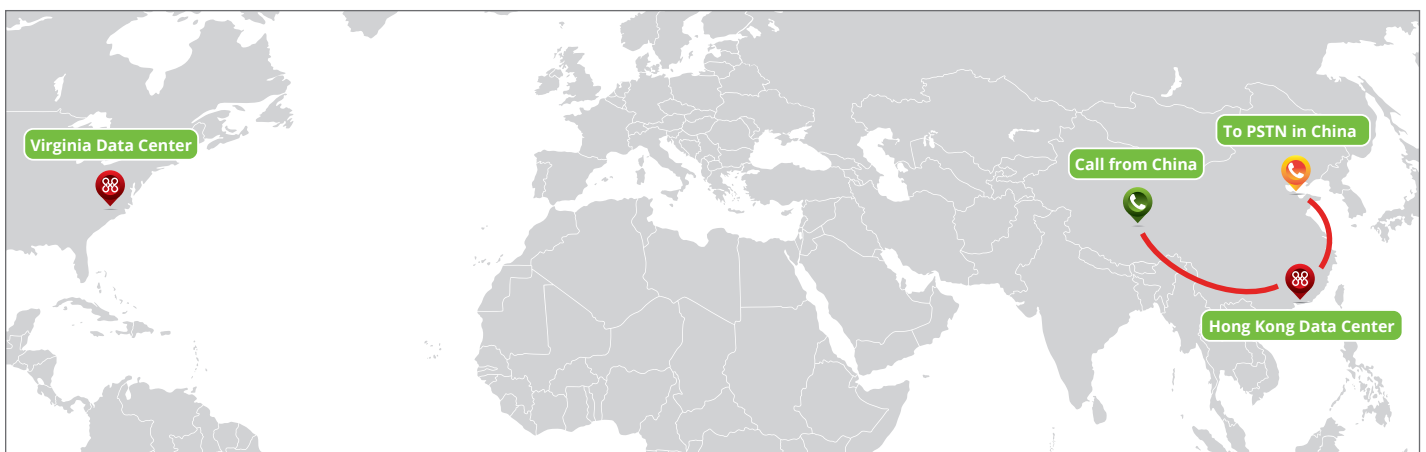 Virginia Data Center
To PSTN in China
Call from China
Hong Kong Data Center